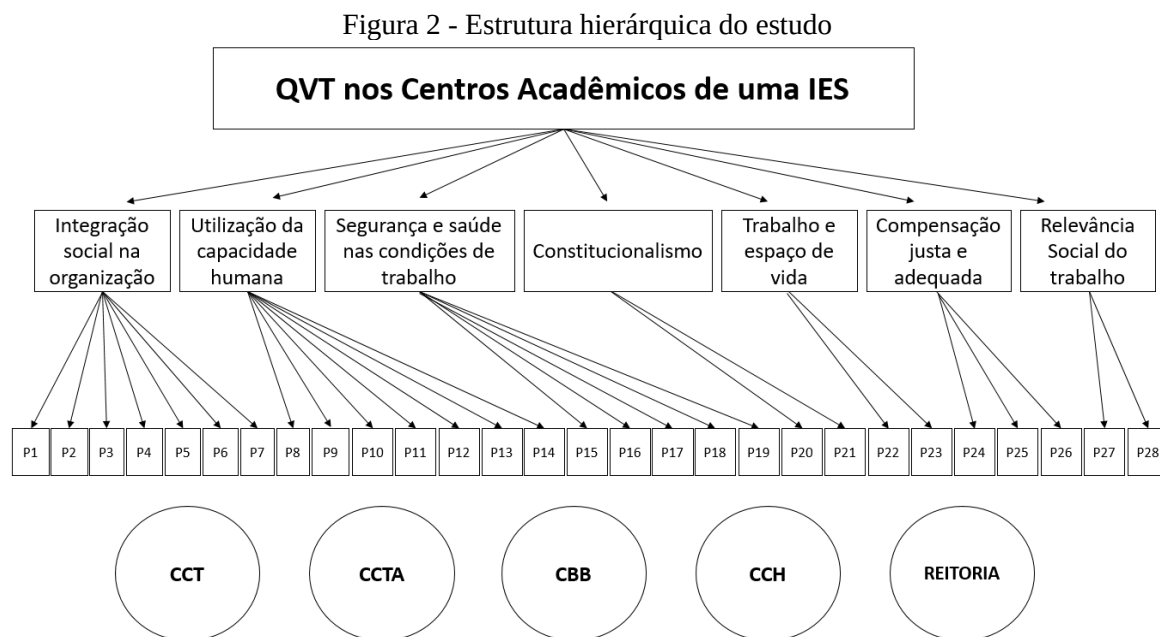 Figura 2 - Estrutura hierárquica do estudo
QVT nos Centros Acadêmicos de uma IES
Integração
social na
organização
Utilização da
capacidade
humana
Segurança e saúde
nas condições de
trabalho
Constitucionalismo
Trabalho e
espaço de
vida
Compensação
justa e
adequada
Relevância
Social do
trabalho
P1 P2 P3 P4 P5 P6 P7 P8 P9 P10 P11 P12 P13 P14 P15 P16 P17 P18 P19 P20 P21 P22 P23 P24 P25 P26 P27 P28
CCT CCTA CBB CCH REITORIA